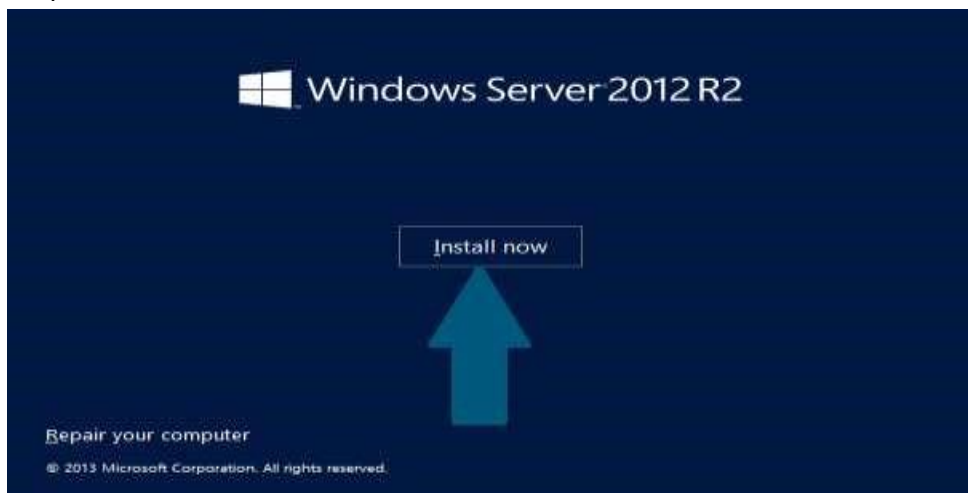 Windows Server 2012 R2
Install now
Repair your computer
© 2013 Microsoft Corporation. All rights reserved.